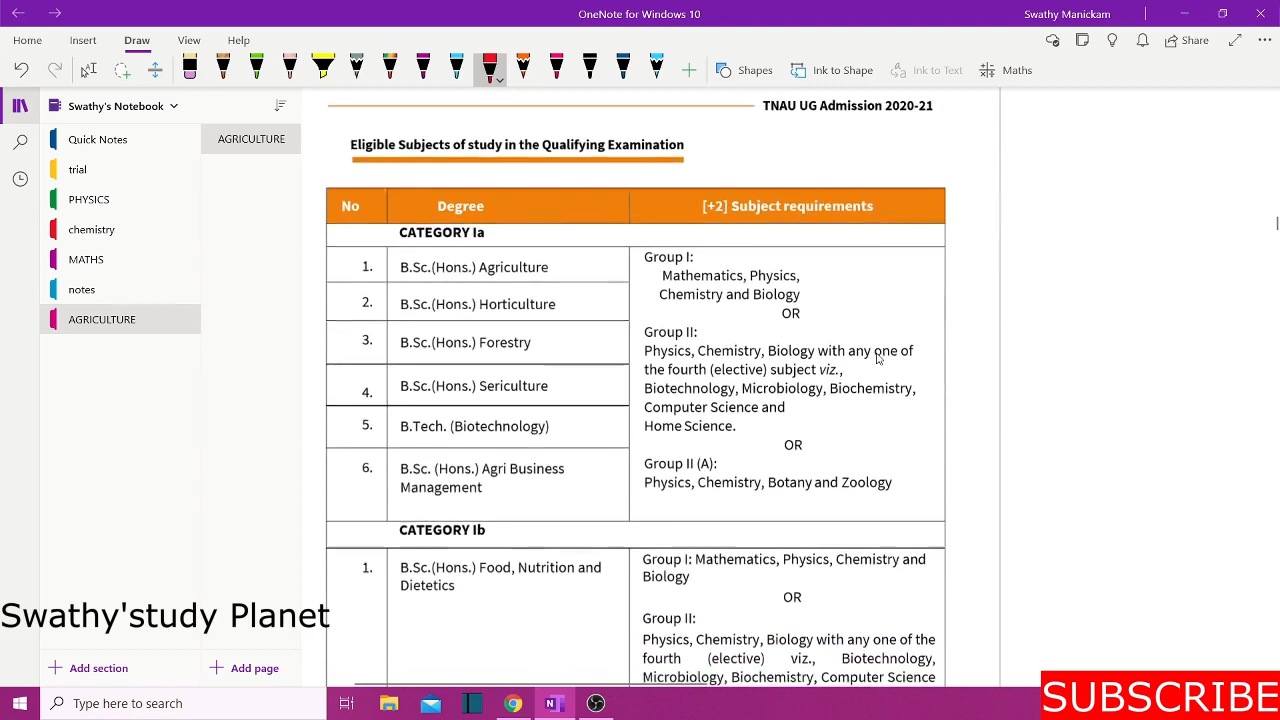 OneNote for Windows 10
Swathy Manickam
Home
Insert
Draw
View
Help
Share
Shapes
Ink to Shape
Ink to Text
Maths
Swathy's Notebook
Quick Notes
trial
PHYSICS
chemistry
MATHS
notes
AGRICULTURE
AGRICULTURE
Add section
Add page
TNAU UG Admission 2020-21
Eligible Subjects of study in the Qualifying Examination
No Degree [+2] Subject requirements
CATEGORY Ia
1. B.Sc.(Hons.) Agriculture
2. B.Sc.(Hons.) Horticulture
3. B.Sc.(Hons.) Forestry
4. B.Sc.(Hons.) Sericulture
5. B.Tech. (Biotechnology)
6. B.Sc. (Hons.) Agri Business
Management
Group I:
Mathematics, Physics,
Chemistry and Biology
OR
Group II:
Physics, Chemistry, Biology with any one of
the fourth (elective) subject viz.,
Biotechnology, Microbiology, Biochemistry,
Computer Science and
Home Science.
OR
Group II (A):
Physics, Chemistry, Botany and Zoology
CATEGORY Ib
1. B.Sc.(Hons.) Food, Nutrition and
Dietetics
Group I: Mathematics, Physics, Chemistry and
Biology
OR
Group II:
Physics, Chemistry, Biology with any one of the
fourth (elective) viz., Biotechnology,
Microbiology, Biochemistry, Computer Science
Swathy'study Planet
Type here to search
SUBSCRIBE